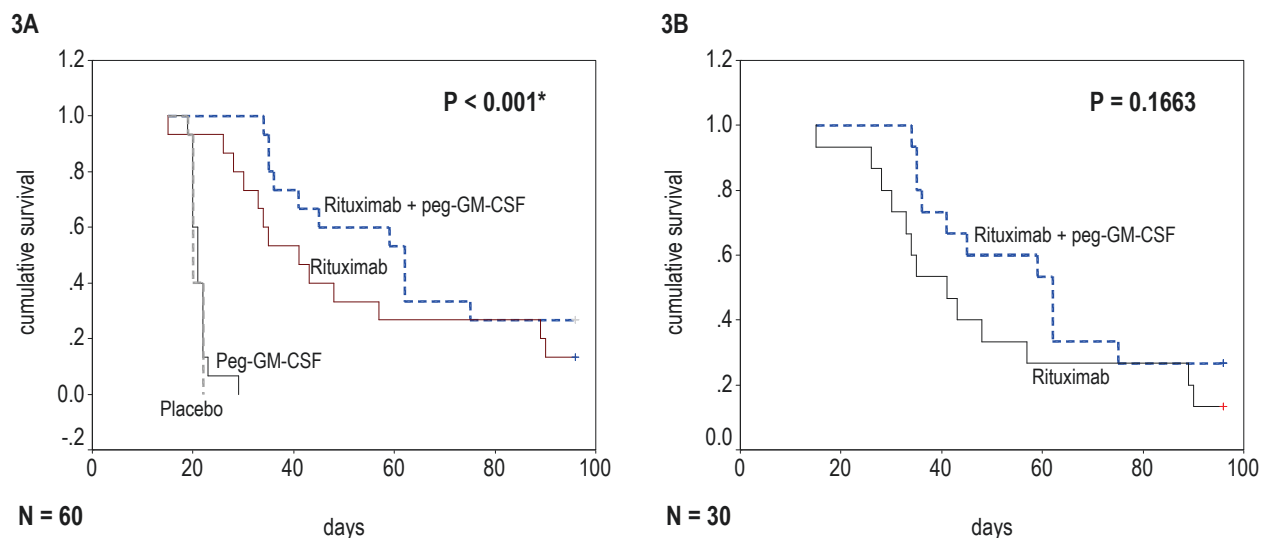 3A
1.2
1.0
.8
.6
.4
.2
0.0
-.2
cumulative survival
P < 0.001*
Rituximab + peg-GM-CSF
Rituximab
Peg-GM-CSF
Placebo
0 20 40 60 80 100
N = 60
days
3B
1.2
1.0
.8
.6
.4
.2
0.0
cumulative survival
P = 0.1663
Rituximab + peg-GM-CSF
Rituximab
0 20 40 60 80 100
N = 30
days